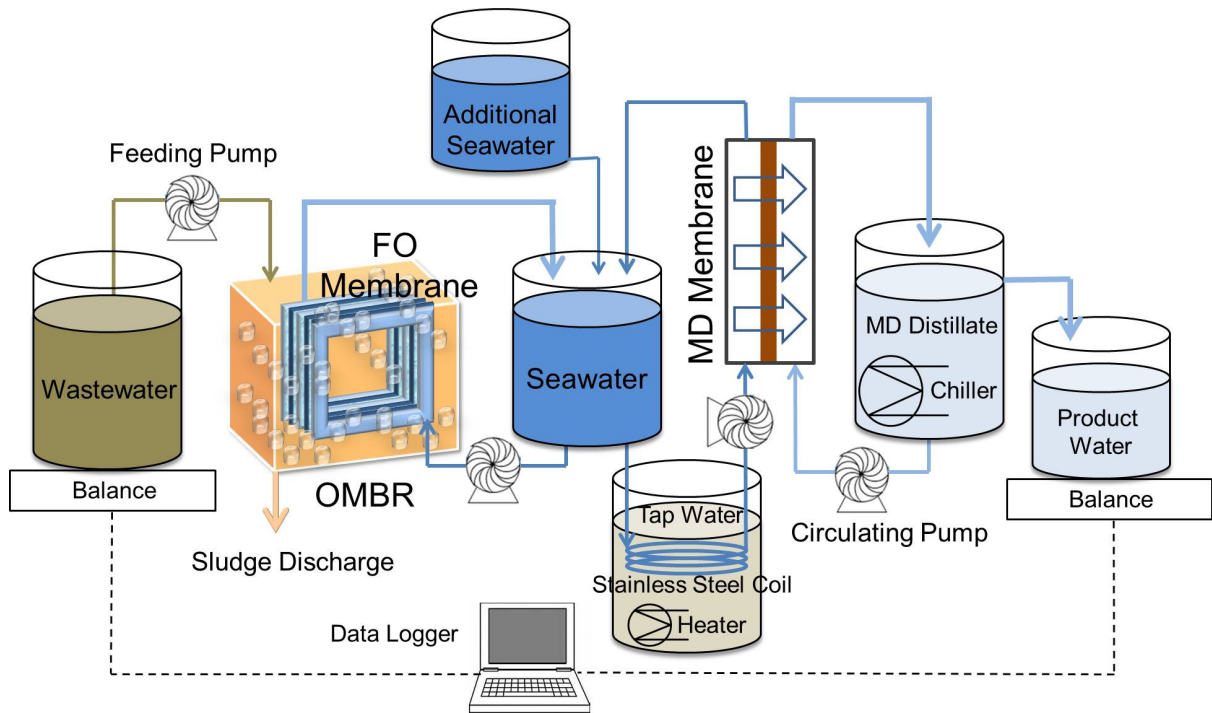 Additional
Seawater
Feeding Pump
FO
Membrane
MD Membrane
Wastewater
Seawater
MD Distillate
Chiller
Product
Water
Balance
OMBR
Tap Water
Circulating Pump
Balance
Sludge Discharge
Stainless Steel Coil
Heater
Data Logger